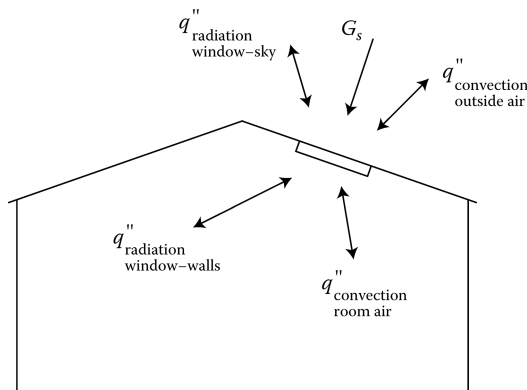 q" radiation
window–sky
G_s
q" convection
outside air
q" radiation
window–walls
q" convection
room air